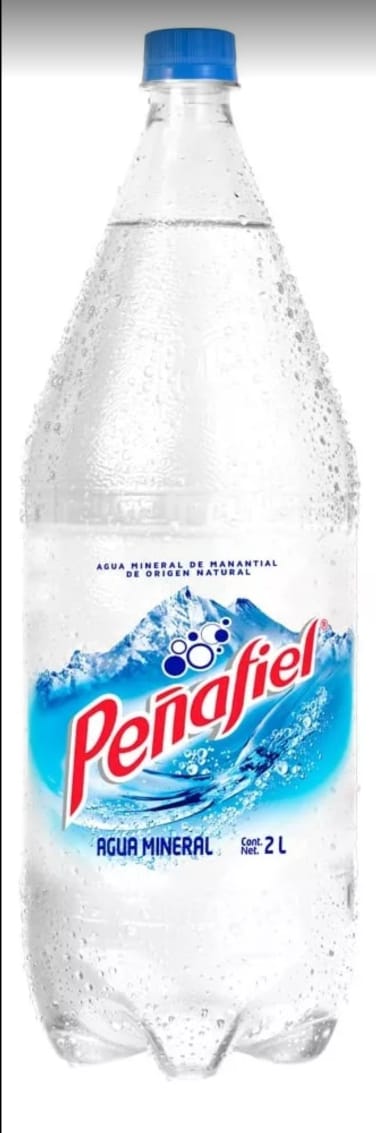 AGUA MINERAL DE MANANTIAL
DE ORIGEN NATURAL
Peñafiel®
AGUA MINERAL
Cont.
Net. 2 L